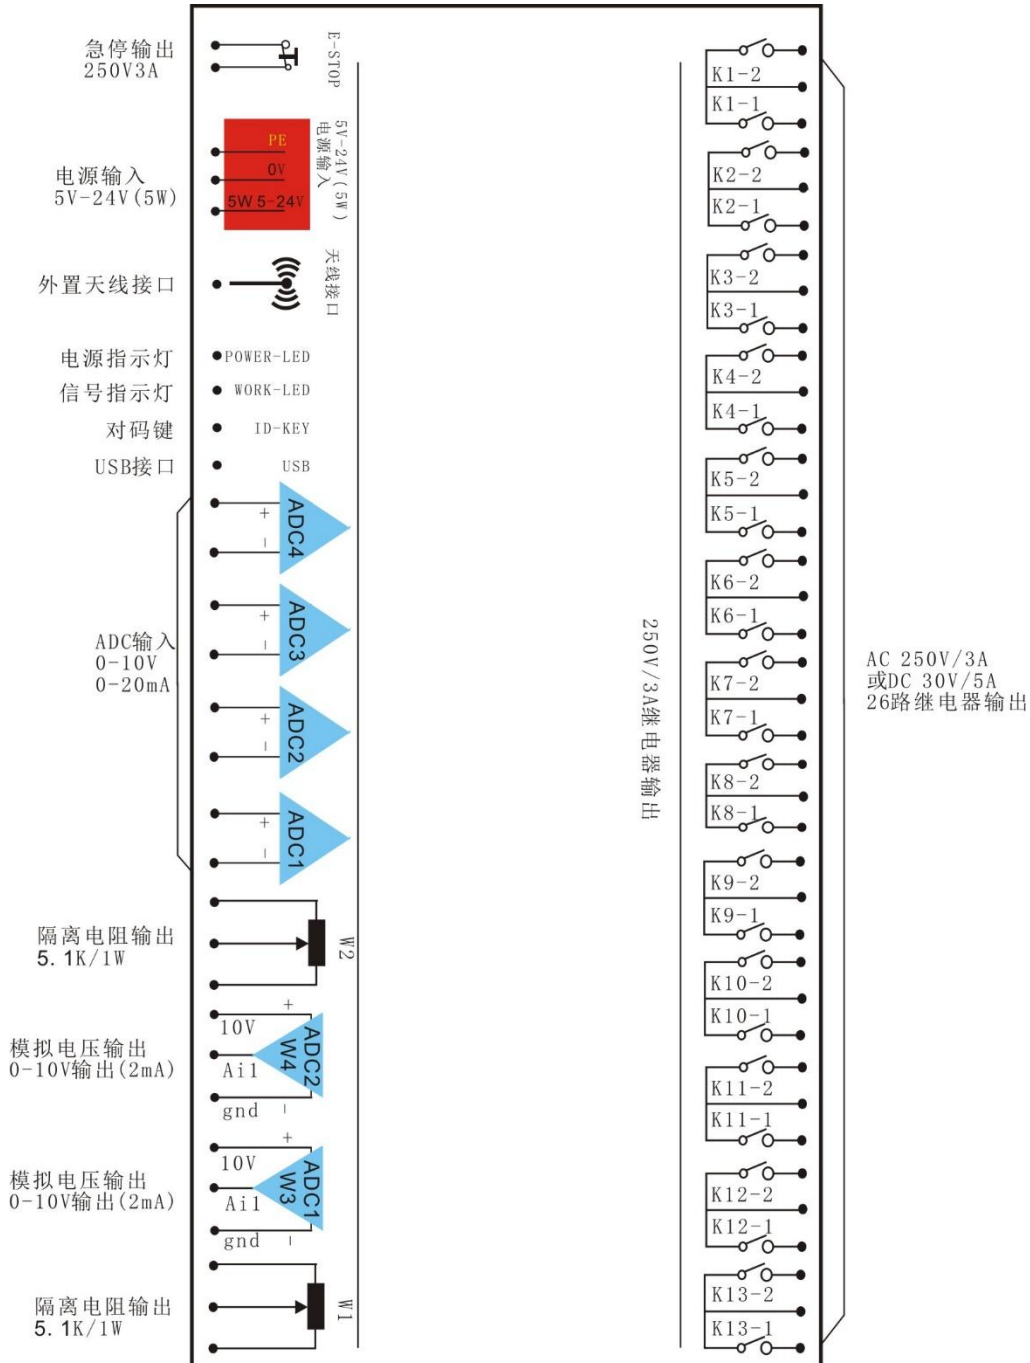 急停输出
250V3A
E-STOP
PE
0V
5W 5-24V
5V-24V(5W)
电源输入
电源输入
5V-24V(5W)
外置天线接口
天线接口
电源指示灯
POWER-LED
信号指示灯
WORK-LED
对码键
ID-KEY
USB接口
USB
ADC输入
0-10V
0-20mA
+
-
ADC4
+
-
ADC3
+
-
ADC2
+
-
ADC1
隔离电阻输出
5.1K/1W
W2
模拟电压输出
0-10V输出(2mA)
+
10V
Ai1
gnd
-
ADC2
W4
模拟电压输出
0-10V输出(2mA)
+
10V
Ai1
gnd
-
ADC1
W3
隔离电阻输出
5.1K/1W
W1
250V/3A继电器输出
K1-2
K1-1
K2-2
K2-1
K3-2
K3-1
K4-2
K4-1
K5-2
K5-1
K6-2
K6-1
K7-2
K7-1
K8-2
K8-1
K9-2
K9-1
K10-2
K10-1
K11-2
K11-1
K12-2
K12-1
K13-2
K13-1
AC 250V/3A
或DC 30V/5A
26路继电器输出